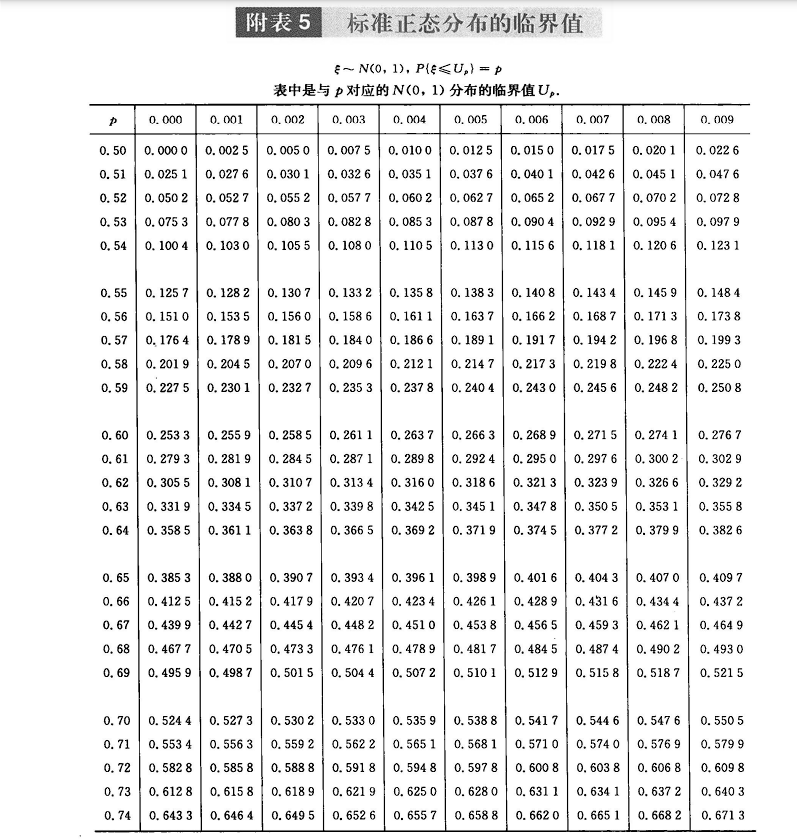 附表5 标准正态分布的临界值
ξ～N(0, 1), P{ξ≤Uₚ} = p
表中是与 p 对应的 N(0, 1) 分布的临界值 Uₚ.
p 0.000 0.001 0.002 0.003 0.004 0.005 0.006 0.007 0.008 0.009
0.50 0.000 0 0.002 5 0.005 0 0.007 5 0.010 0 0.012 5 0.015 0 0.017 5 0.020 1 0.022 6
0.51 0.025 1 0.027 6 0.030 1 0.032 6 0.035 1 0.037 6 0.040 1 0.042 6 0.045 1 0.047 6
0.52 0.050 2 0.052 7 0.055 2 0.057 7 0.060 2 0.062 7 0.065 2 0.067 7 0.070 2 0.072 8
0.53 0.075 3 0.077 8 0.080 3 0.082 8 0.085 3 0.087 8 0.090 4 0.092 9 0.095 4 0.097 9
0.54 0.100 4 0.103 0 0.105 5 0.108 0 0.110 5 0.113 0 0.115 6 0.118 1 0.120 6 0.123 1
0.55 0.125 7 0.128 2 0.130 7 0.133 2 0.135 8 0.138 3 0.140 8 0.143 4 0.145 9 0.148 4
0.56 0.151 0 0.153 5 0.156 0 0.158 6 0.161 1 0.163 7 0.166 2 0.168 7 0.171 3 0.173 8
0.57 0.176 4 0.178 9 0.181 5 0.184 0 0.186 6 0.189 1 0.191 7 0.194 2 0.196 8 0.199 3
0.58 0.201 9 0.204 5 0.207 0 0.209 6 0.212 1 0.214 7 0.217 3 0.219 8 0.222 4 0.225 0
0.59 0.227 5 0.230 1 0.232 7 0.235 3 0.237 8 0.240 4 0.243 0 0.245 6 0.248 2 0.250 8
0.60 0.253 3 0.255 9 0.258 5 0.261 1 0.263 7 0.266 3 0.268 9 0.271 5 0.274 1 0.276 7
0.61 0.279 3 0.281 9 0.284 5 0.287 1 0.289 8 0.292 4 0.295 0 0.297 6 0.300 2 0.302 9
0.62 0.305 5 0.308 1 0.310 7 0.313 4 0.316 0 0.318 6 0.321 3 0.323 9 0.326 6 0.329 2
0.63 0.331 9 0.334 5 0.337 2 0.339 8 0.342 5 0.345 1 0.347 8 0.350 5 0.353 1 0.355 8
0.64 0.358 5 0.361 1 0.363 8 0.366 5 0.369 2 0.371 9 0.374 5 0.377 2 0.379 9 0.382 6
0.65 0.385 3 0.388 0 0.390 7 0.393 4 0.396 1 0.398 9 0.401 6 0.404 3 0.407 0 0.409 7
0.66 0.412 5 0.415 2 0.417 9 0.420 7 0.423 4 0.426 1 0.428 9 0.431 6 0.434 4 0.437 2
0.67 0.439 9 0.442 7 0.445 4 0.448 2 0.451 0 0.453 8 0.456 5 0.459 3 0.462 1 0.464 9
0.68 0.467 7 0.470 5 0.473 3 0.476 1 0.478 9 0.481 7 0.484 5 0.487 4 0.490 2 0.493 0
0.69 0.495 9 0.498 7 0.501 5 0.504 4 0.507 2 0.510 1 0.512 9 0.515 8 0.518 7 0.521 5
0.70 0.524 4 0.527 3 0.530 2 0.533 0 0.535 9 0.538 8 0.541 7 0.544 6 0.547 6 0.550 5
0.71 0.553 4 0.556 3 0.559 2 0.562 2 0.565 1 0.568 1 0.571 0 0.574 0 0.576 9 0.579 9
0.72 0.582 8 0.585 8 0.588 8 0.591 8 0.594 8 0.597 8 0.600 8 0.603 8 0.606 8 0.609 8
0.73 0.612 8 0.615 8 0.618 9 0.621 9 0.625 0 0.628 0 0.631 1 0.634 1 0.637 2 0.640 3
0.74 0.643 3 0.646 4 0.649 5 0.652 6 0.655 7 0.658 8 0.662 0 0.665 1 0.668 2 0.671 3